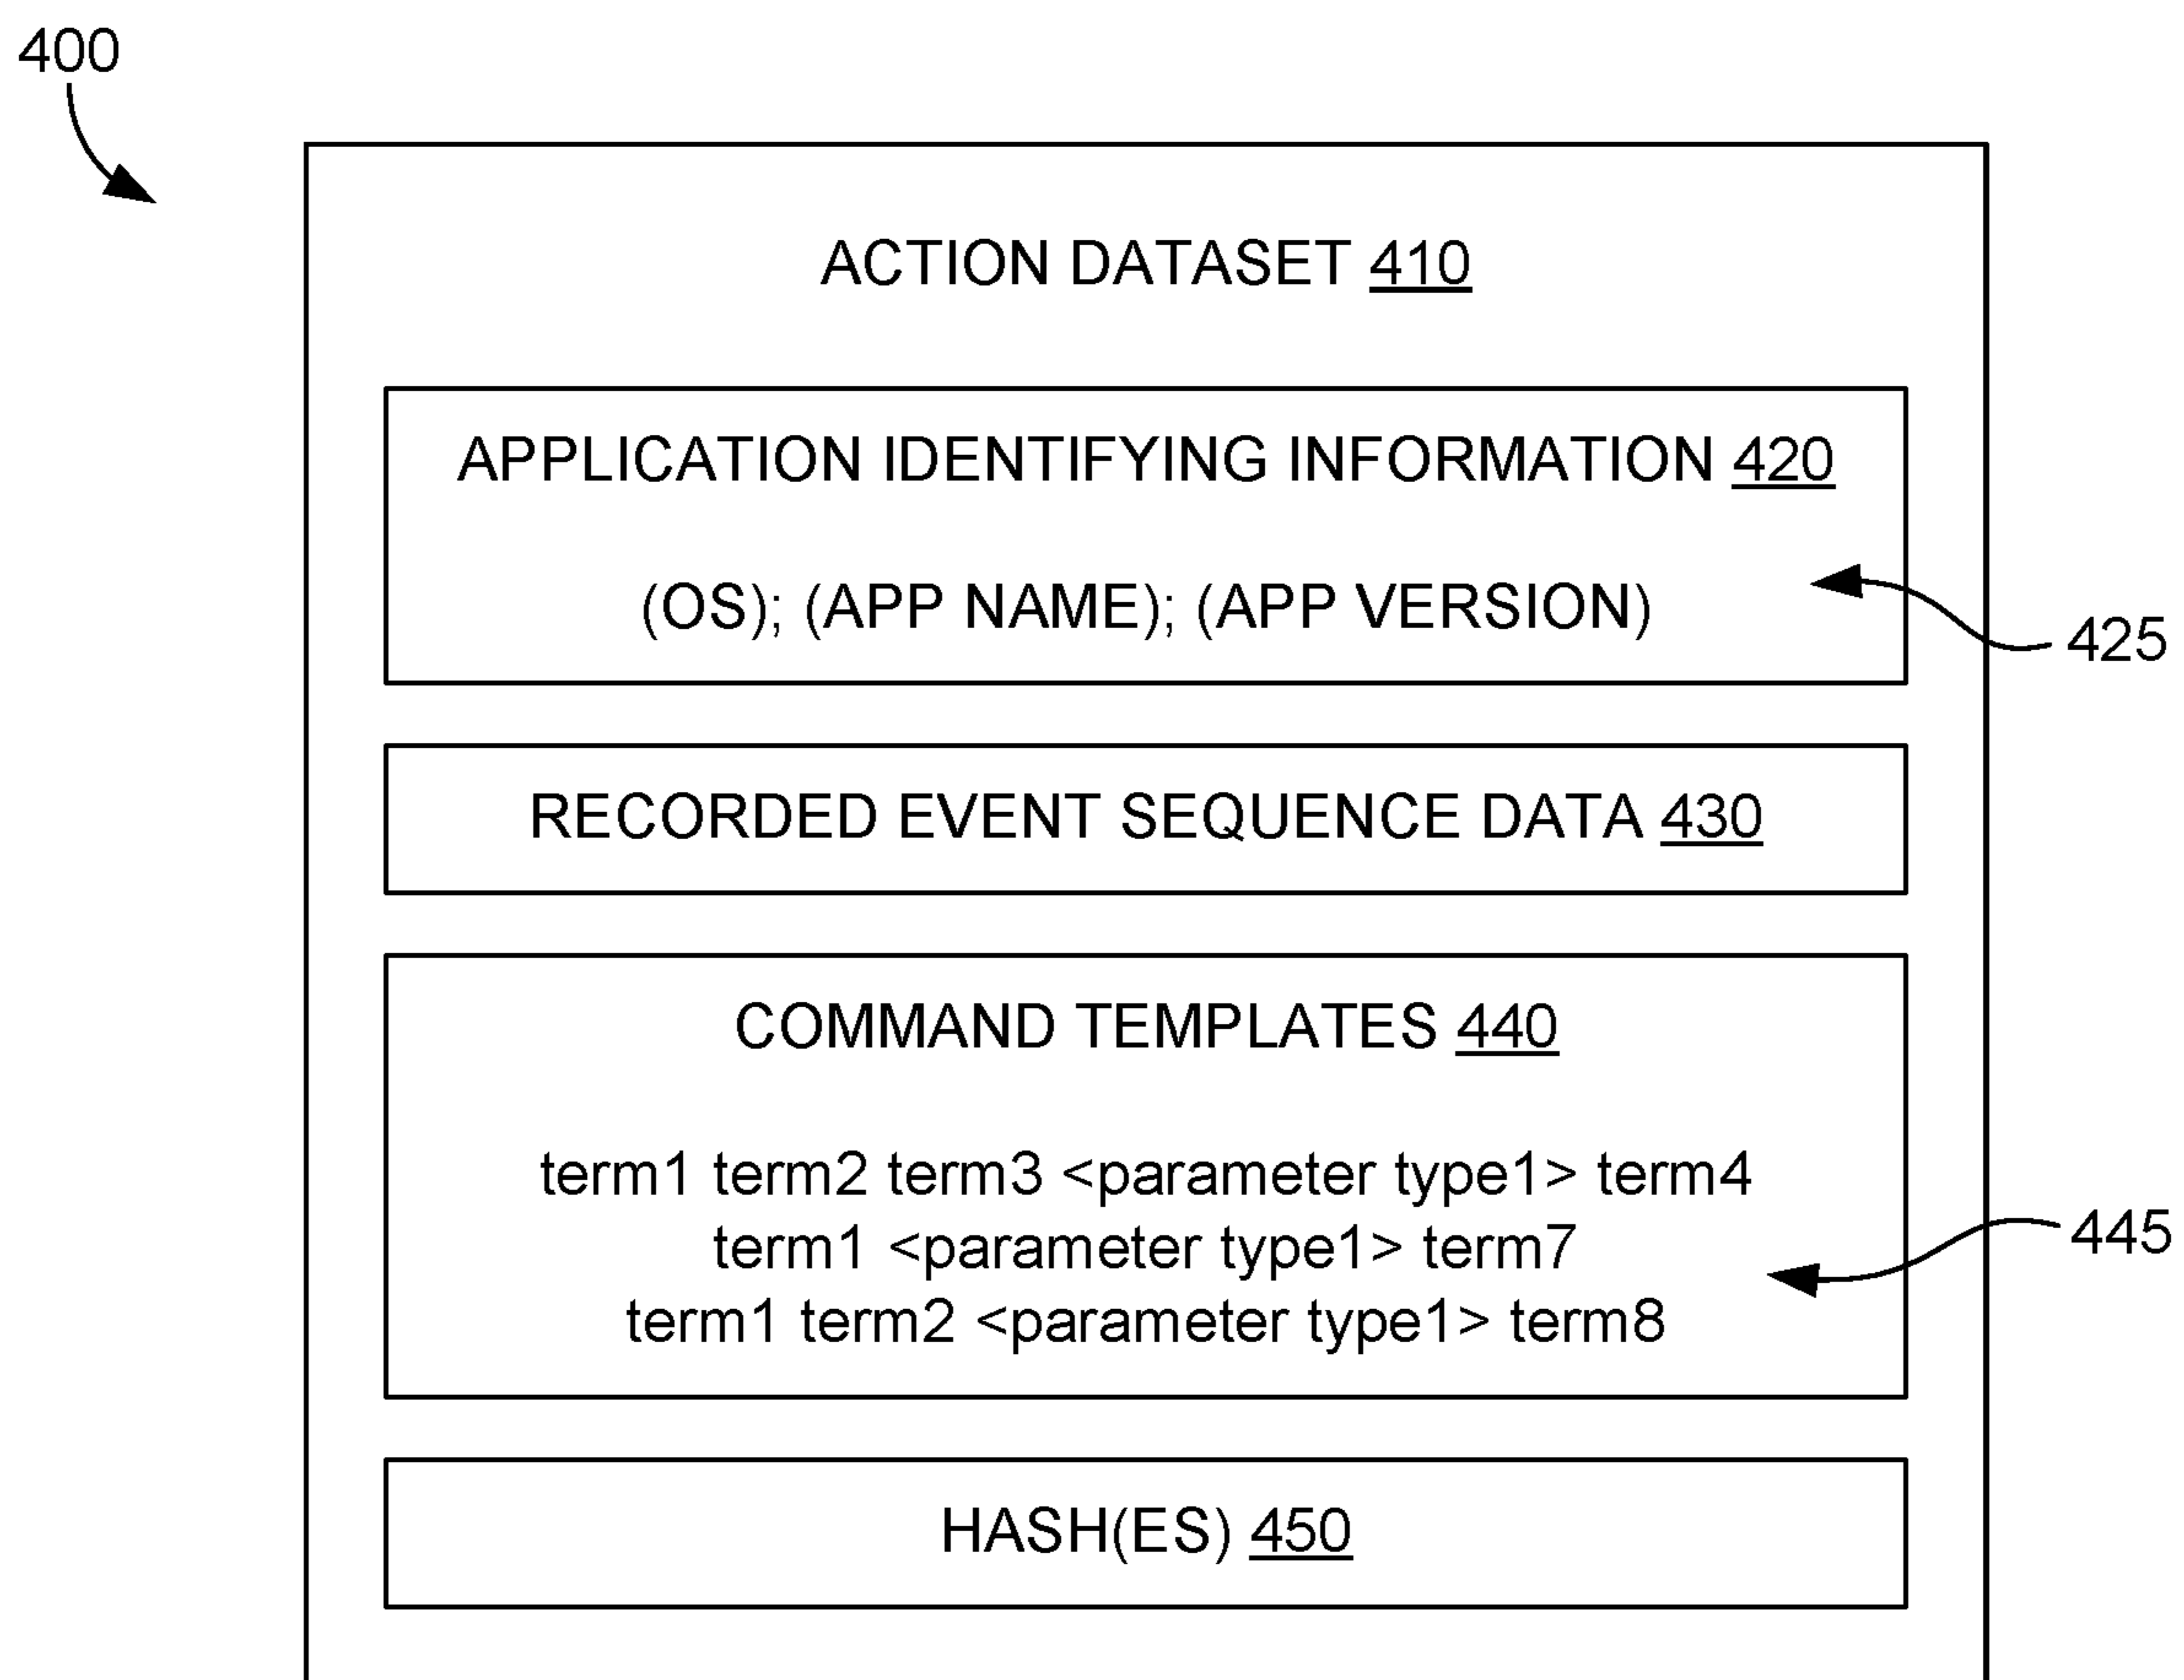 400
ACTION DATASET 410
APPLICATION IDENTIFYING INFORMATION 420
(OS); (APP NAME); (APP VERSION)
425
RECORDED EVENT SEQUENCE DATA 430
COMMAND TEMPLATES 440
term1 term2 term3 <parameter type1> term4
term1 <parameter type1> term7
445
term1 term2 <parameter type1> term8
HASH(ES) 450